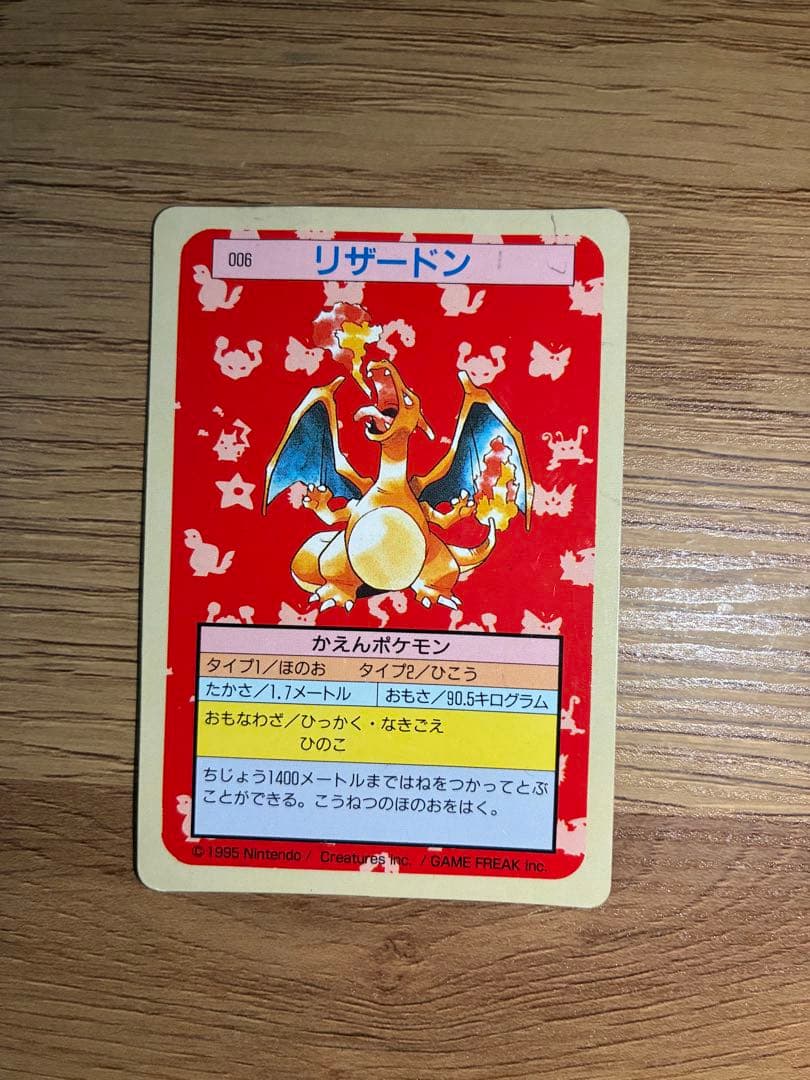 006 リザードン
かえんポケモン
タイプ1／ほのお タイプ2／ひこう
たかさ／1.7メートル おもさ／90.5キログラム
おもなわざ／ひっかく・なきごえ
ひのこ
ちじょう1400メートルまではねをつかってとぶ
ことができる。こうねつのほのおをはく。
© 1995 Nintendo / Creatures inc. / GAME FREAK inc.